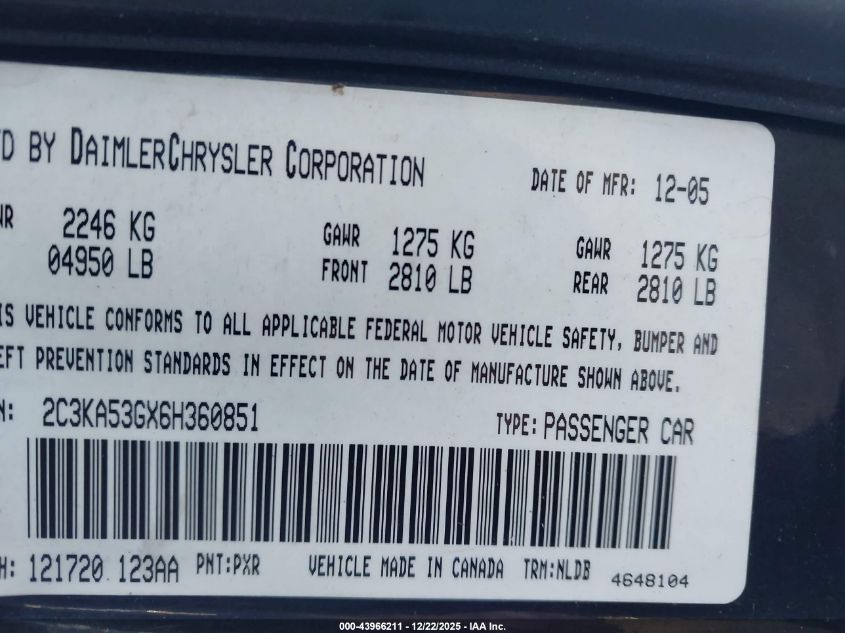 D BY DAIMLERCHRYSLER CORPORATION DATE OF MFR: 12-05
WR 2246 KG GAWR 1275 KG GAWR 1275 KG
04950 LB FRONT 2810 LB REAR 2810 LB
IS VEHICLE CONFORMS TO ALL APPLICABLE FEDERAL MOTOR VEHICLE SAFETY, BUMPER AND
EFT PREVENTION STANDARDS IN EFFECT ON THE DATE OF MANUFACTURE SHOWN ABOVE.
N: 2C3KA53GX6H360851 TYPE: PASSENGER CAR
H: 121720 123AA PNT:PXR VEHICLE MADE IN CANADA TRM:NLDB 4648104
000-43966211 - 12/22/2025 - IAA Inc.